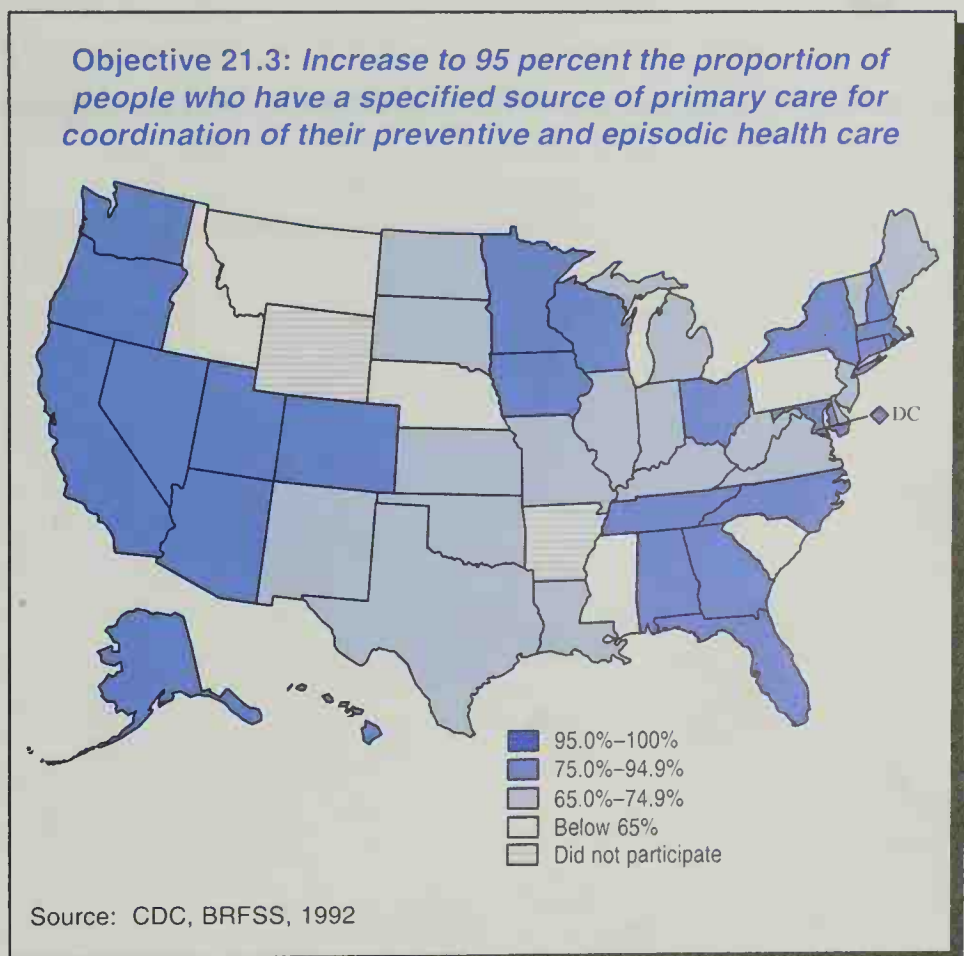 Objective 21.3: Increase to 95 percent the proportion of
people who have a specified source of primary care for
coordination of their preventive and episodic health care
DC
95.0%–100%
75.0%–94.9%
65.0%–74.9%
Below 65%
Did not participate
Source: CDC, BRFSS, 1992